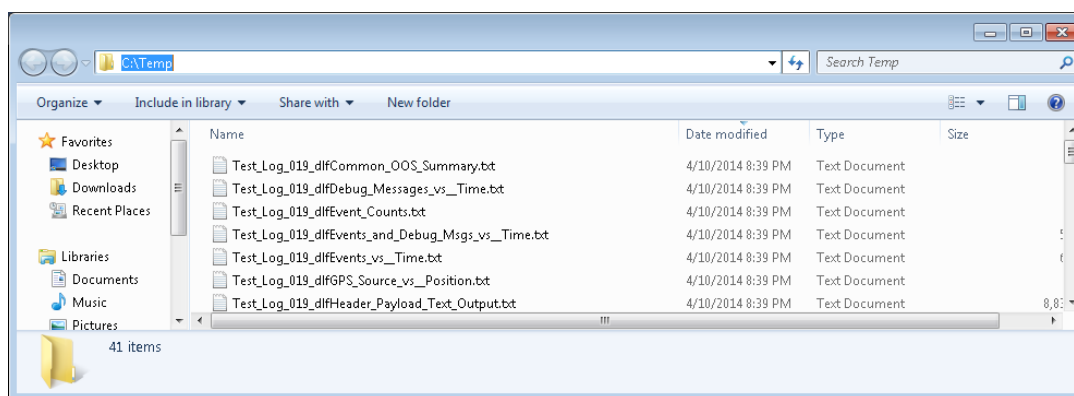 C:\Temp
Search Temp
Organize
Include in library
Share with
New folder
Favorites
Desktop
Downloads
Recent Places
Libraries
Documents
Music
Pictures
Name Date modified Type Size
Test_Log_019_dlfCommon_OOS_Summary.txt 4/10/2014 8:39 PM Text Document
Test_Log_019_dlfDebug_Messages_vs__Time.txt 4/10/2014 8:39 PM Text Document
Test_Log_019_dlfEvent_Counts.txt 4/10/2014 8:39 PM Text Document
Test_Log_019_dlfEvents_and_Debug_Msgs_vs__Time.txt 4/10/2014 8:39 PM Text Document
Test_Log_019_dlfEvents_vs__Time.txt 4/10/2014 8:39 PM Text Document
Test_Log_019_dlfGPS_Source_vs__Position.txt 4/10/2014 8:39 PM Text Document
Test_Log_019_dlfHeader_Payload_Text_Output.txt 4/10/2014 8:39 PM Text Document
41 items